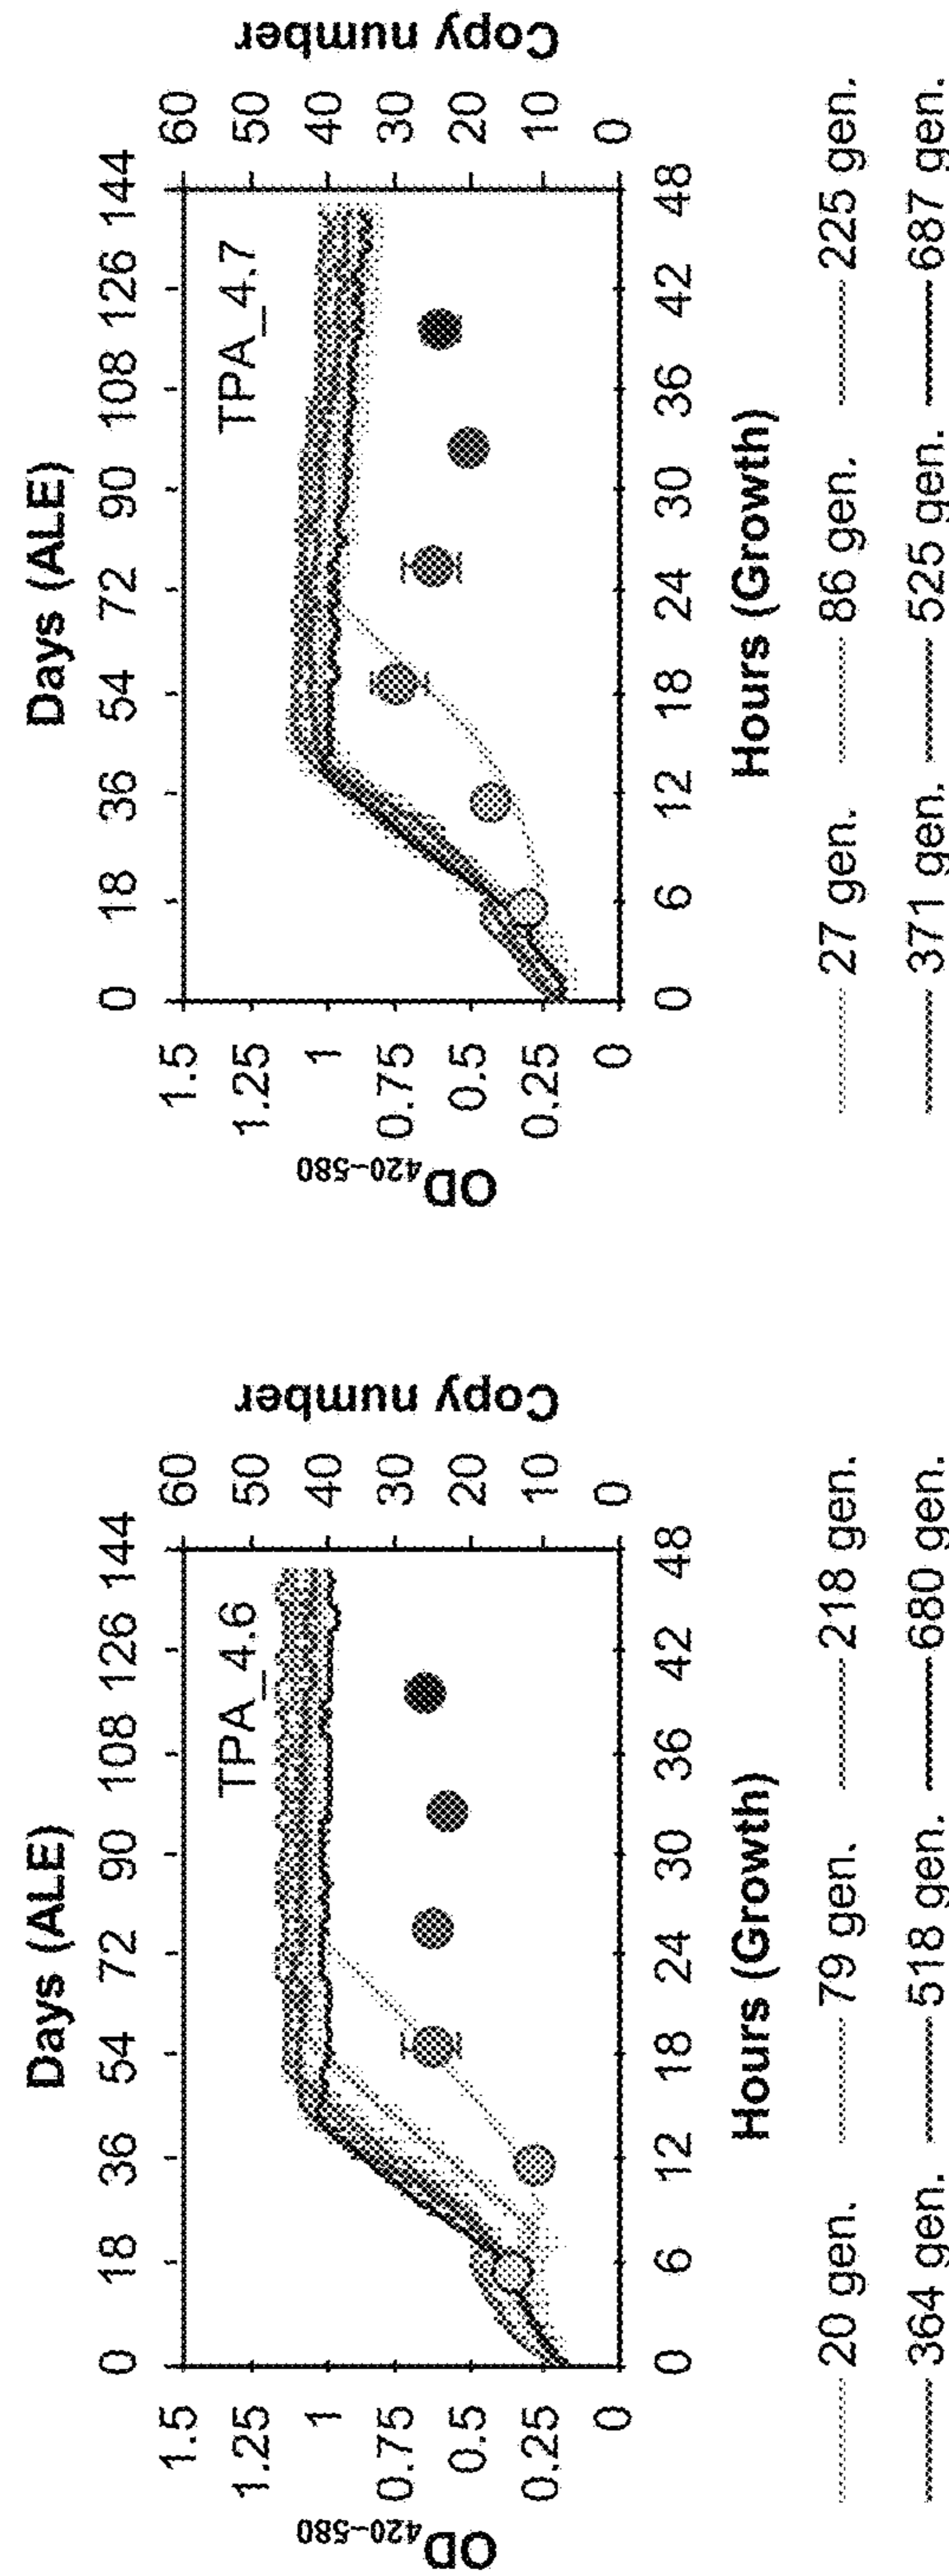 Days (ALE)
0 18 36 54 72 90 108 126 144
1.5
1.25
1
0.75
0.5
0.25
0
OD420-580
TPA_4.6
60
50
40
30
20
10
0
Copy number
0 6 12 18 24 30 36 42 48
Hours (Growth)
20 gen. 79 gen. 218 gen.
364 gen. 518 gen. 680 gen.
Days (ALE)
0 18 36 54 72 90 108 126 144
1.5
1.25
1
0.75
0.5
0.25
0
OD420-580
TPA_4.7
60
50
40
30
20
10
0
Copy number
0 6 12 18 24 30 36 42 48
Hours (Growth)
27 gen. 86 gen. 225 gen.
371 gen. 525 gen. 687 gen.